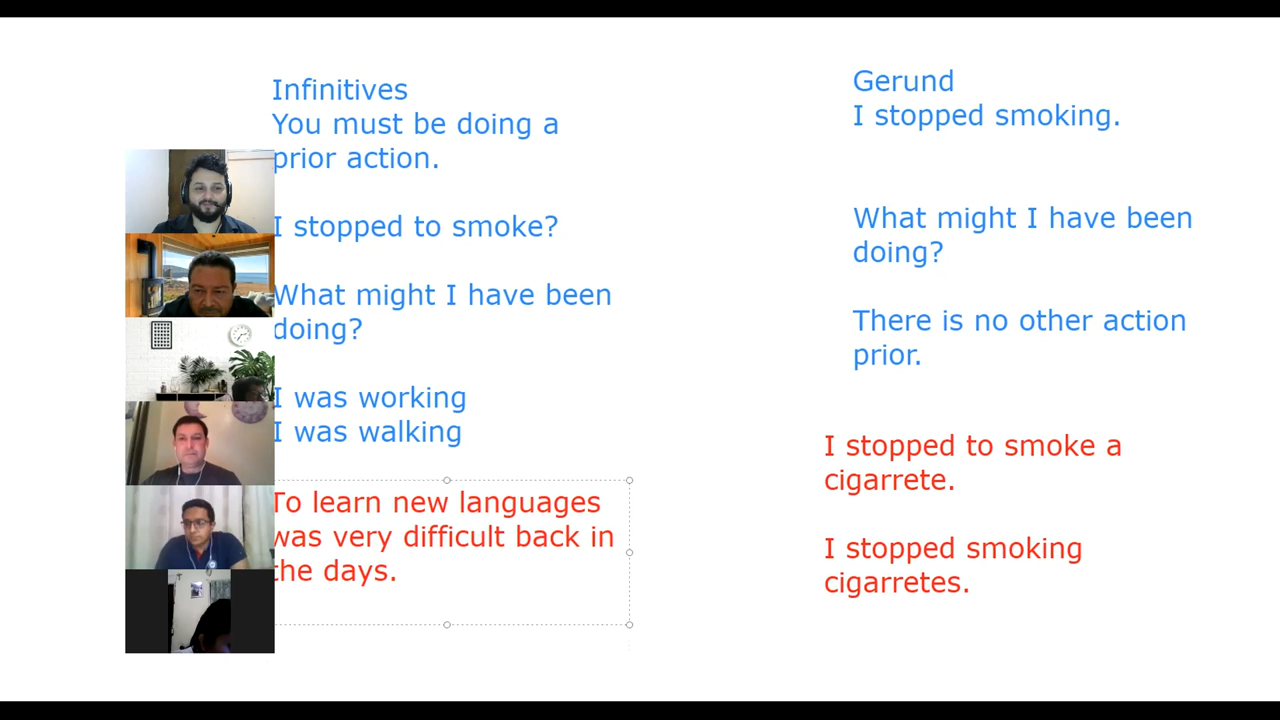 Infinitives
You must be doing a
prior action.
I stopped to smoke?
What might I have been
doing?
I was working
I was walking
To learn new languages
was very difficult back in
the days.
Gerund
I stopped smoking.
What might I have been
doing?
There is no other action
prior.
I stopped to smoke a
cigarrete.
I stopped smoking
cigarretes.